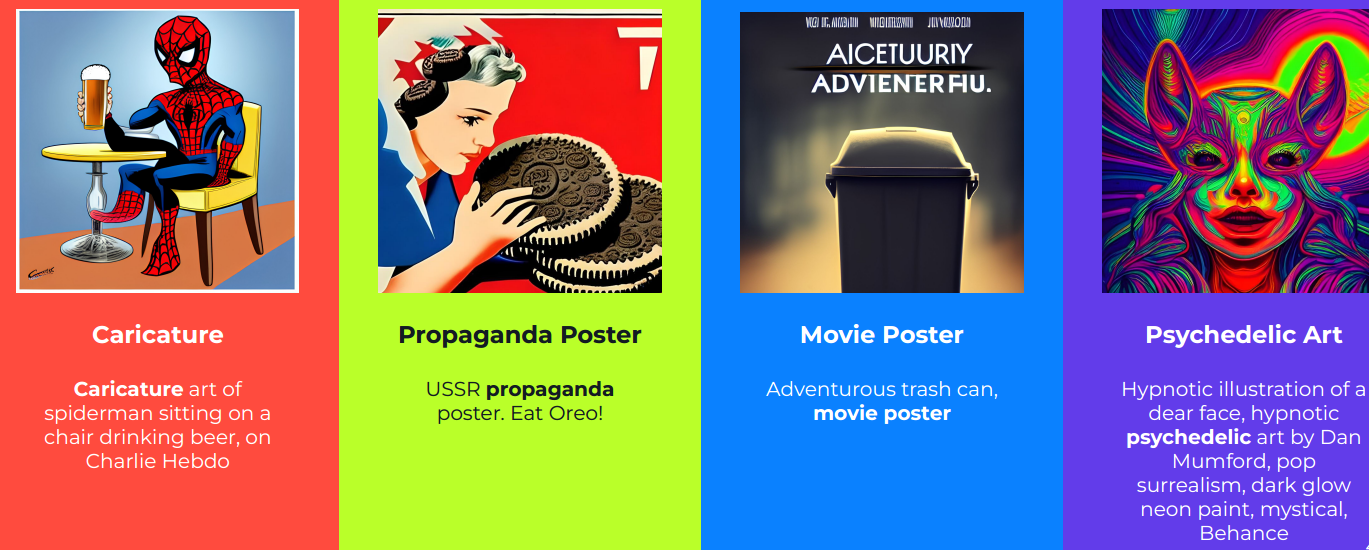 AICETUURIY
ADVIENER FIU.
Caricature
Caricature art of
spiderman sitting on a
chair drinking beer, on
Charlie Hebdo
Propaganda Poster
USSR propaganda
poster. Eat Oreo!
Movie Poster
Adventurous trash can,
movie poster
Psychedelic Art
Hypnotic illustration of a
dear face, hypnotic
psychedelic art by Dan
Mumford, pop
surrealism, dark glow
neon paint, mystical,
Behance